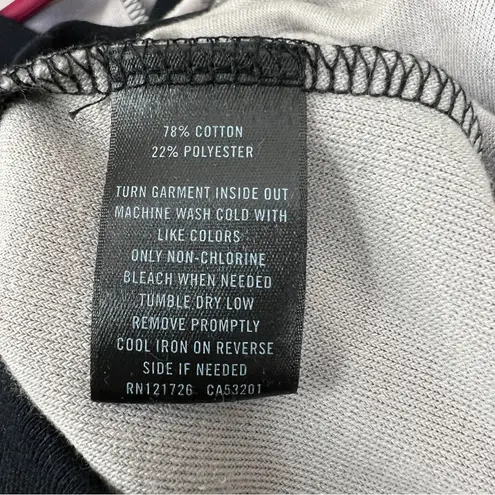 78% COTTON
22% POLYESTER
TURN GARMENT INSIDE OUT
MACHINE WASH COLD WITH
LIKE COLORS
ONLY NON-CHLORINE
BLEACH WHEN NEEDED
TUMBLE DRY LOW
REMOVE PROMPTLY
COOL IRON ON REVERSE
SIDE IF NEEDED
RN121726 CA53201